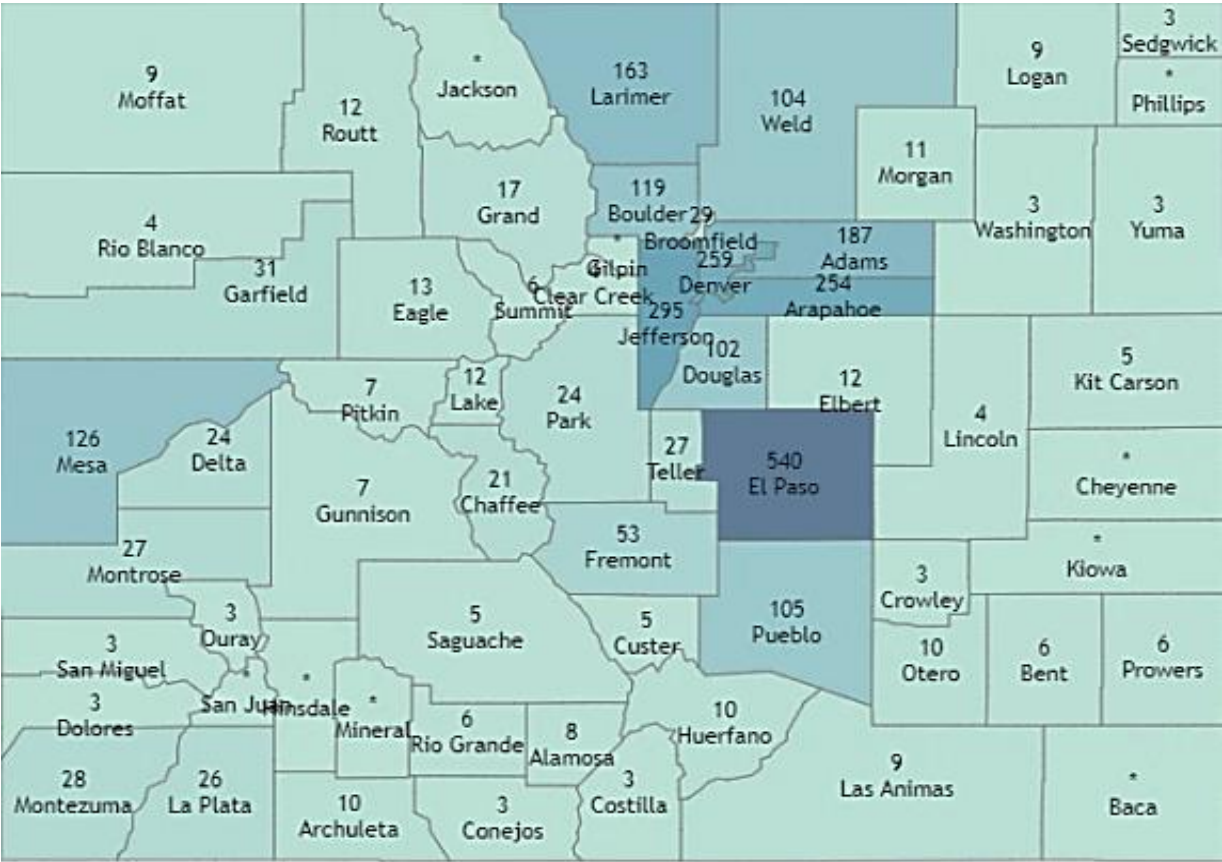 9
Moffat
12
Routt
*
Jackson
163
Larimer
104
Weld
9
Logan
3
Sedgwick
*
Phillips
4
Rio Blanco
17
Grand
119
Boulder
29
Broomfield
11
Morgan
3
Washington
3
Yuma
31
Garfield
13
Eagle
6
Summit
*
Gilpin
Clear Creek
259
Denver
187
Adams
254
Arapahoe
295
Jefferson
102
Douglas
12
Elbert
4
Lincoln
5
Kit Carson
126
Mesa
24
Delta
7
Pitkin
12
Lake
24
Park
27
Teller
540
El Paso
*
Cheyenne
7
Gunnison
21
Chaffee
53
Fremont
27
Montrose
*
Kiowa
3
Ouray
5
Saguache
5
Custer
105
Pueblo
3
Crowley
10
Otero
6
Bent
6
Prowers
3
San Miguel
*
San Juan
*
Hinsdale
*
Mineral
3
Dolores
6
Rio Grande
8
Alamosa
10
Huerfano
28
Montezuma
26
La Plata
10
Archuleta
3
Conejos
3
Costilla
9
Las Animas
*
Baca